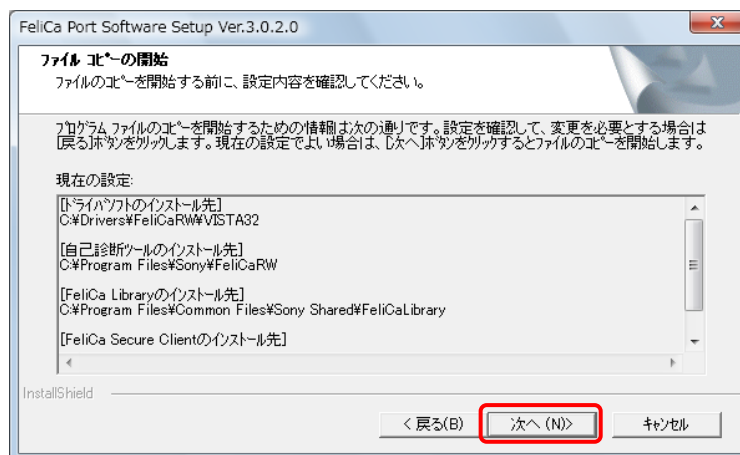 FeliCa Port Software Setup Ver.3.0.2.0
ファイル コピーの開始
ファイルのコピーを開始する前に、設定内容を確認してください。
プログラム ファイルのコピーを開始するための情報は次の通りです。設定を確認して、変更を必要とする場合は
[戻る]ボタンをクリックします。現在の設定でよい場合は、[次へ]ボタンをクリックするとファイルのコピーを開始します。
現在の設定:
[ドライバソフトのインストール先]
C:¥Drivers¥FeliCaRW¥VISTA32
[自己診断ツールのインストール先]
C:¥Program Files¥Sony¥FeliCaRW
[FeliCa Libraryのインストール先]
C:¥Program Files¥Common Files¥Sony Shared¥FeliCaLibrary
[FeliCa Secure Clientのインストール先]
InstallShield
< 戻る(B)
次へ (N)>
キャンセル